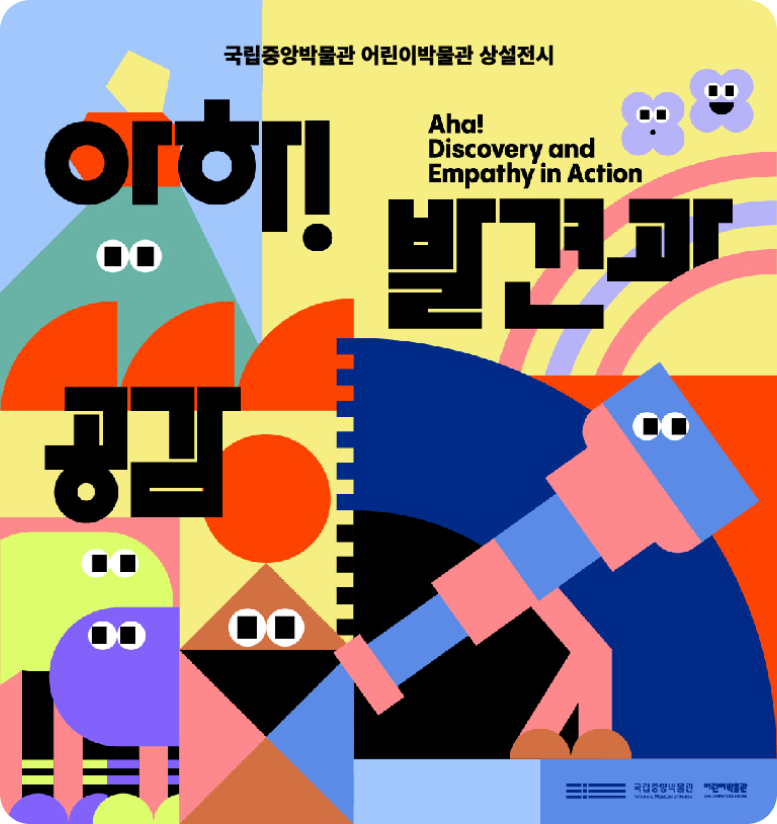 국립중앙박물관 어린이박물관 상설전시
아하!
Aha!
Discovery and
Empathy in Action
발견과
공감
국립중앙박물관 어린이박물관